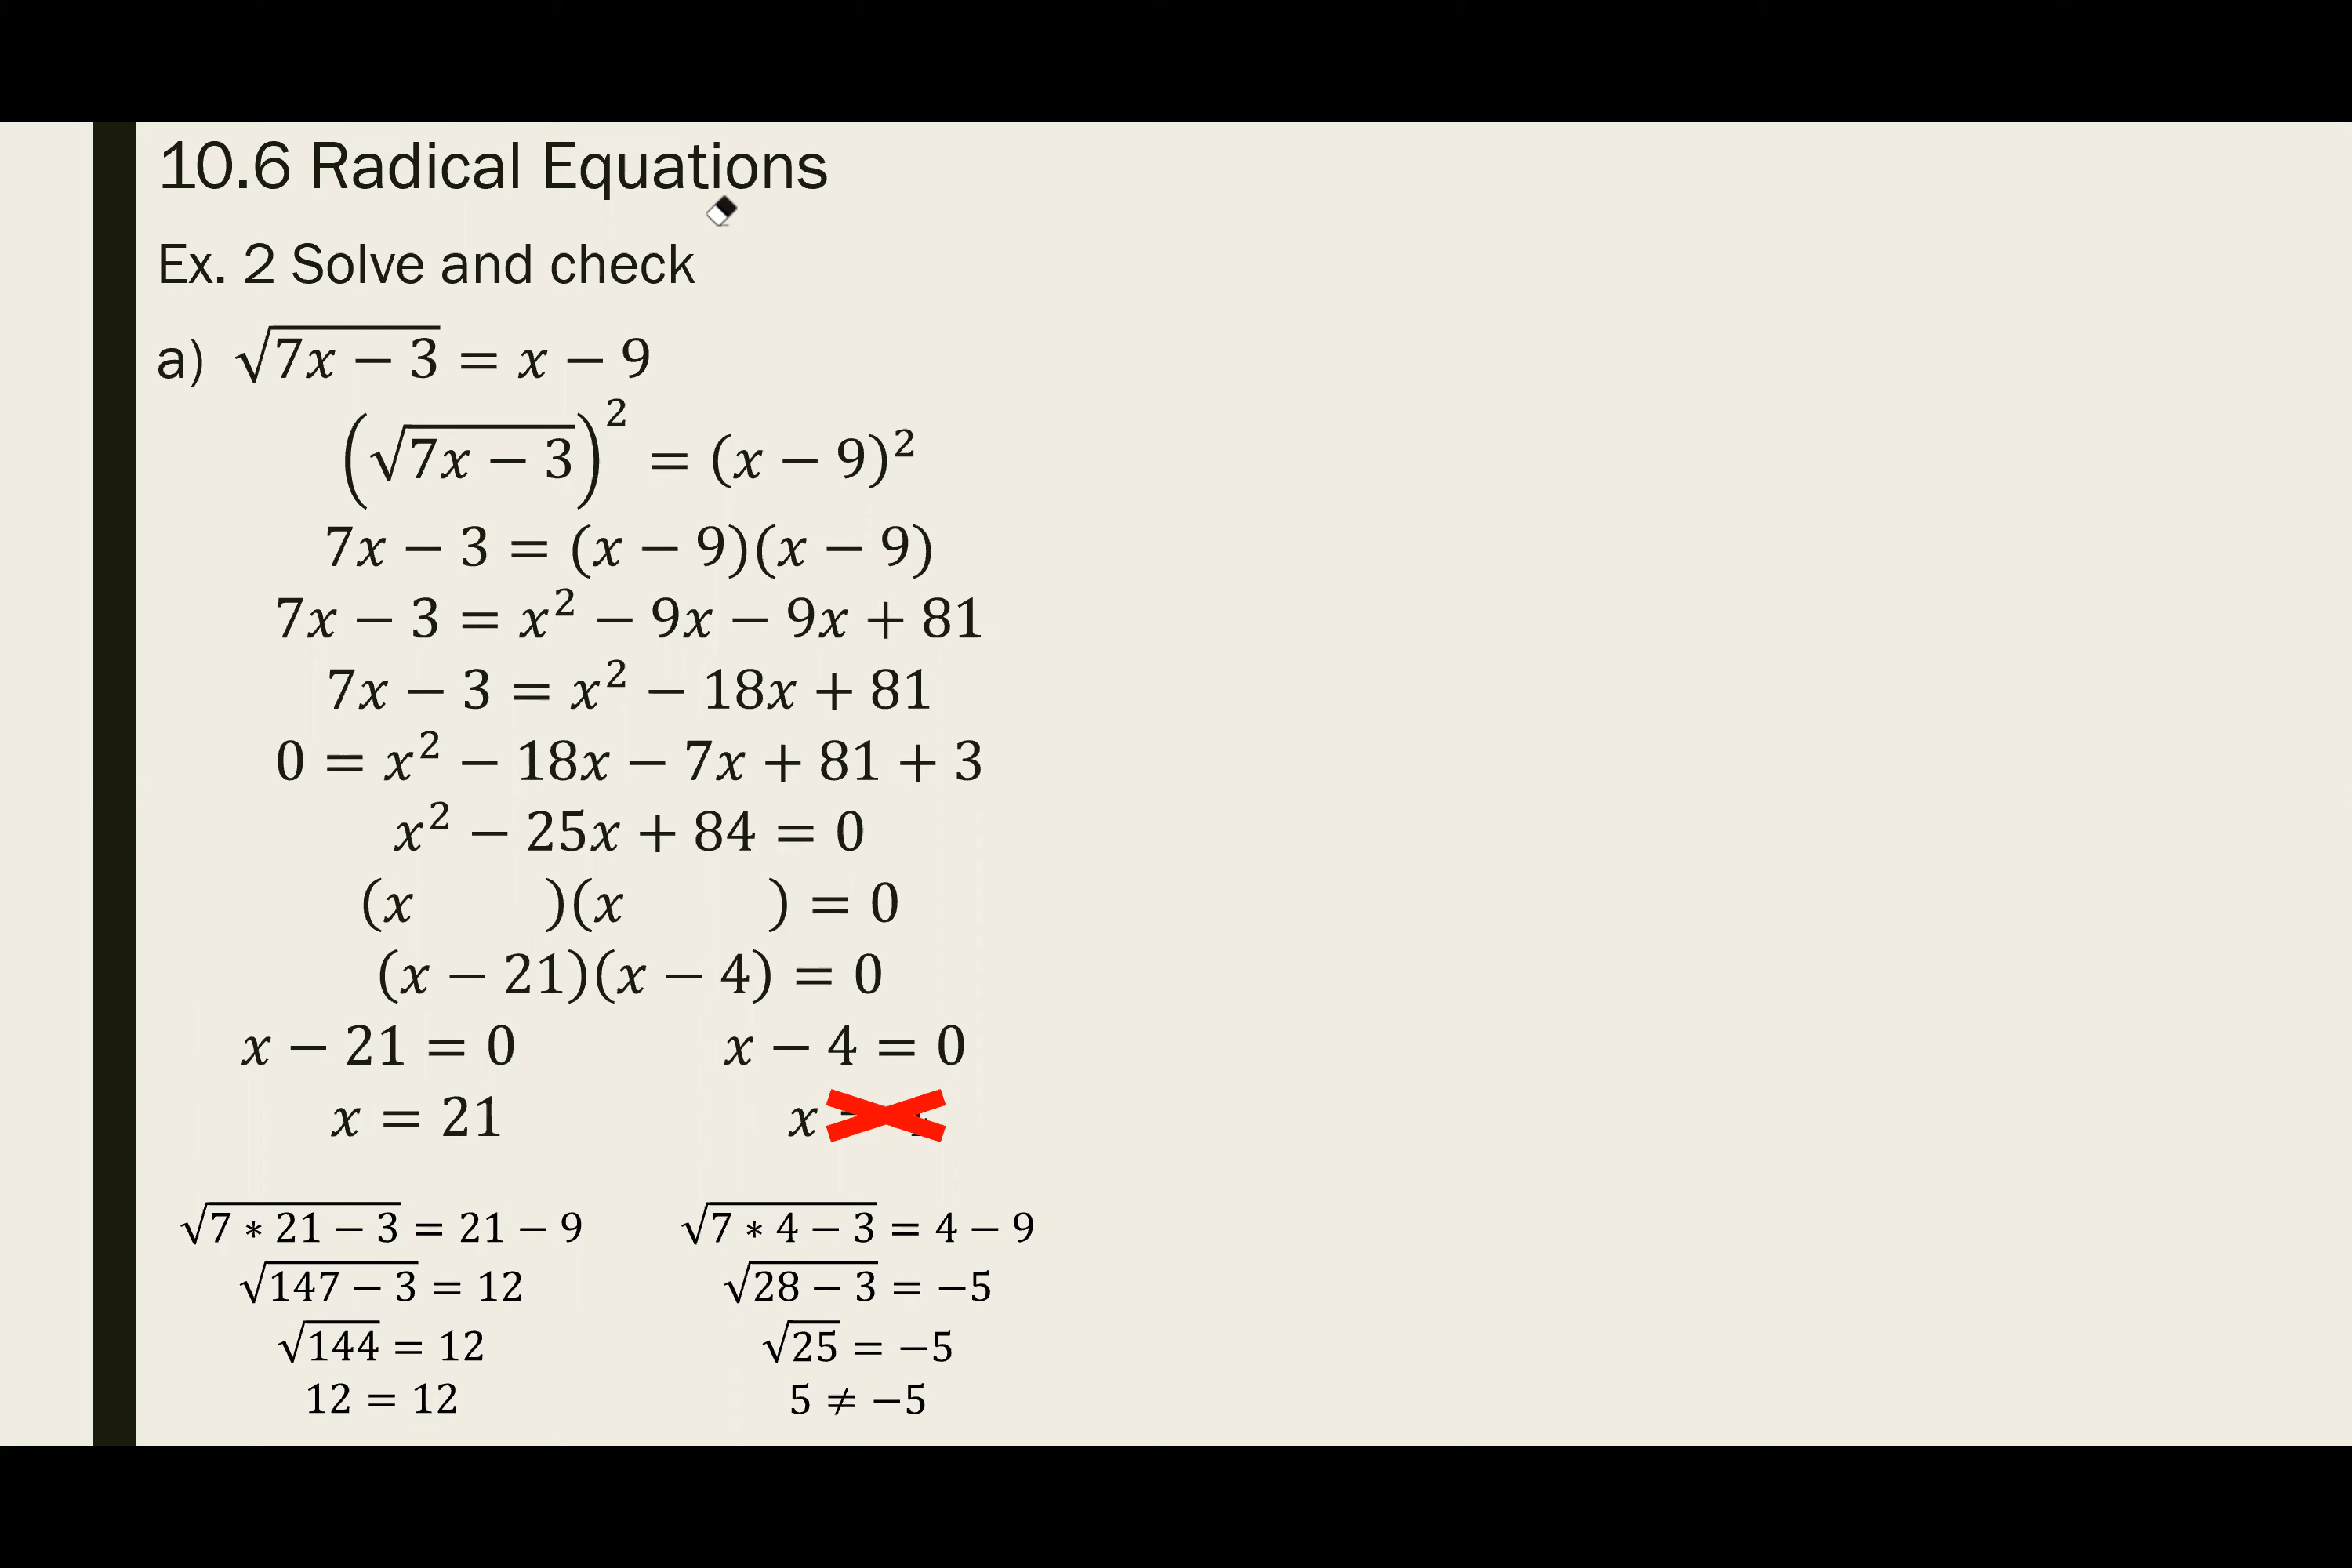 10.6 Radical Equations
Ex. 2 Solve and check
a) √(7x − 3) = x − 9
(√(7x − 3))² = (x − 9)²
7x − 3 = (x − 9)(x − 9)
7x − 3 = x² − 9x − 9x + 81
7x − 3 = x² − 18x + 81
0 = x² − 18x − 7x + 81 + 3
x² − 25x + 84 = 0
(x )(x ) = 0
(x − 21)(x − 4) = 0
x − 21 = 0 x − 4 = 0
x = 21 x
√(7 ∗ 21 − 3) = 21 − 9 √(7 ∗ 4 − 3) = 4 − 9
√(147 − 3) = 12 √(28 − 3) = −5
√144 = 12 √25 = −5
12 = 12 5 ≠ −5